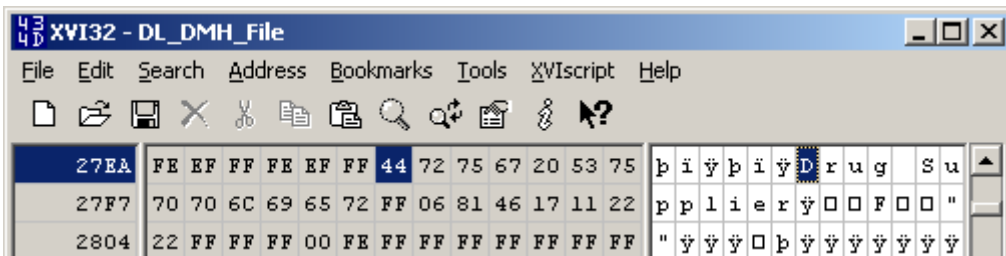 XVI32 - DL_DMH_File
File Edit Search Address Bookmarks Tools XVIscript Help
27EA FE EF FF FE EF FF 44 72 75 67 20 53 75 þ ï ÿ þ ï ÿ D r u g S u
27F7 70 70 6C 69 65 72 FF 06 81 46 17 11 22 p p l i e r ÿ □ □ F □ □ "
2804 22 FF FF FF 00 FE FF FF FF FF FF FF FF " ÿ ÿ ÿ □ þ ÿ ÿ ÿ ÿ ÿ ÿ ÿ